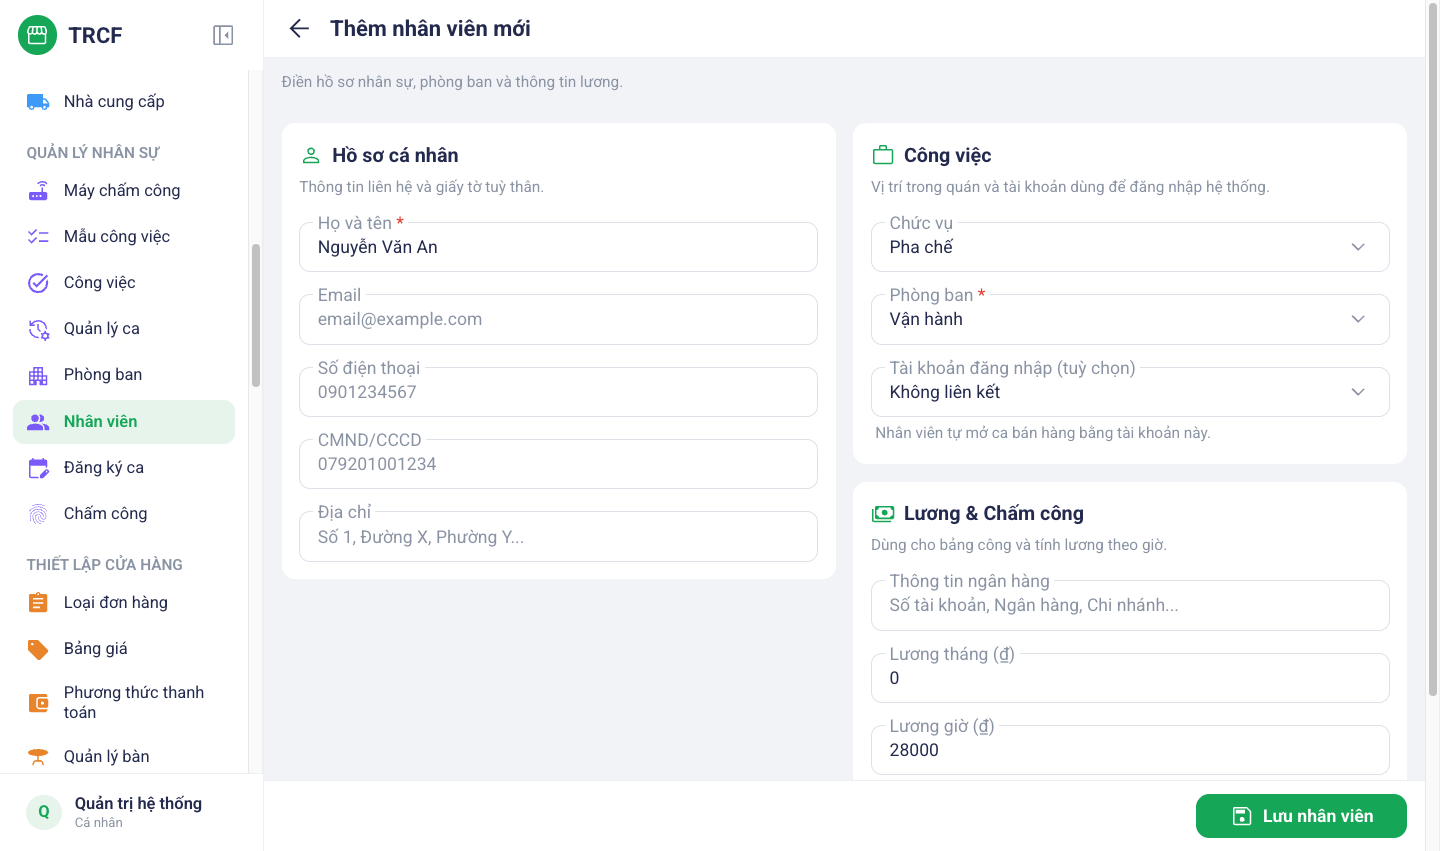 TRCF
Nhà cung cấp
QUẢN LÝ NHÂN SỰ
Máy chấm công
Mẫu công việc
Công việc
Quản lý ca
Phòng ban
Nhân viên
Đăng ký ca
Chấm công
THIẾT LẬP CỬA HÀNG
Loại đơn hàng
Bảng giá
Phương thức thanh
toán
Quản lý bàn
Q
Quản trị hệ thống
Cá nhân
Thêm nhân viên mới
Điền hồ sơ nhân sự, phòng ban và thông tin lương.
Hồ sơ cá nhân
Thông tin liên hệ và giấy tờ tuỳ thân.
Họ và tên *
Nguyễn Văn An
Email
email@example.com
Số điện thoại
0901234567
CMND/CCCD
079201001234
Địa chỉ
Số 1, Đường X, Phường Y...
Công việc
Vị trí trong quán và tài khoản dùng để đăng nhập hệ thống.
Chức vụ
Pha chế
Phòng ban *
Vận hành
Tài khoản đăng nhập (tuỳ chọn)
Không liên kết
Nhân viên tự mở ca bán hàng bằng tài khoản này.
Lương & Chấm công
Dùng cho bảng công và tính lương theo giờ.
Thông tin ngân hàng
Số tài khoản, Ngân hàng, Chi nhánh...
Lương tháng (₫)
0
Lương giờ (₫)
28000
Lưu nhân viên